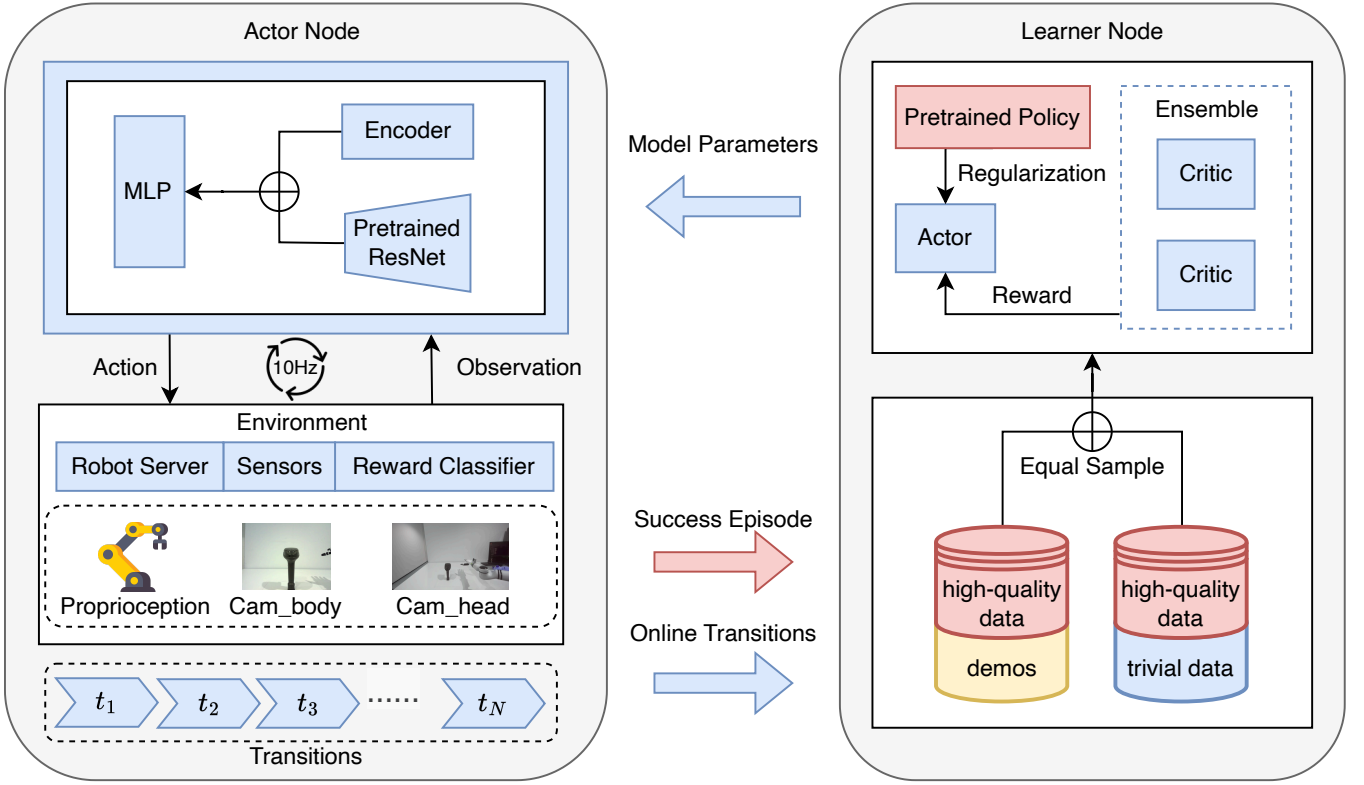 Actor Node
MLP
Encoder
Pretrained
ResNet
Action
10Hz
Observation
Environment
Robot Server
Sensors
Reward Classifier
Proprioception
Cam_body
Cam_head
t₁
t₂
t₃
......
t_N
Transitions
Model Parameters
Success Episode
Online Transitions
Learner Node
Pretrained Policy
Regularization
Actor
Reward
Ensemble
Critic
Critic
Equal Sample
high-quality
data
demos
high-quality
data
trivial data